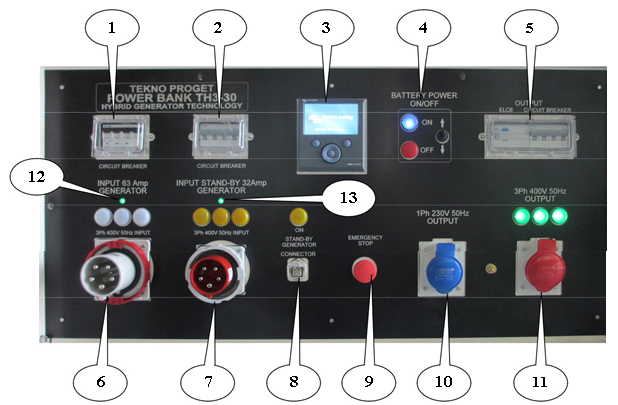 1
2
3
4
5
TEKNO PROGET
POWER BANK TH3-30
HYBRID GENERATOR TECHNOLOGY
BATTERY POWER
ON/OFF
ON
OFF
OUTPUT
ELCB CIRCUIT BREAKER
CIRCUIT BREAKER
CIRCUIT BREAKER
12
13
INPUT 63 Amp
GENERATOR
INPUT STAND-BY 32Amp
GENERATOR
3Ph 400V 50Hz INPUT
3Ph 400V 50Hz INPUT
ON
STAND-BY
GENERATOR
CONNECTOR
EMERGENCY
STOP
1Ph 230V 50Hz
OUTPUT
3Ph 400V 50Hz
OUTPUT
6
7
8
9
10
11